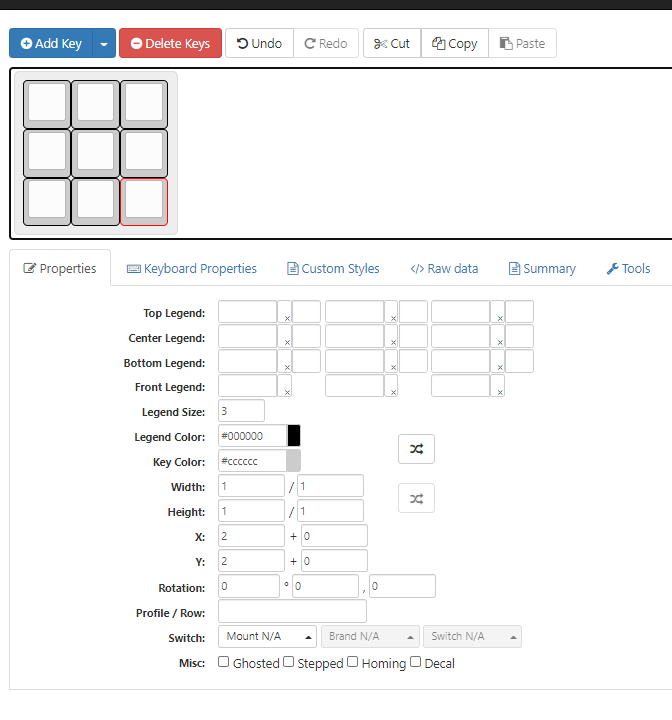 Add Key Delete Keys Undo Redo Cut Copy Paste
Properties Keyboard Properties Custom Styles </> Raw data Summary Tools
Top Legend: × × ×
Center Legend: × × ×
Bottom Legend: × × ×
Front Legend: × × ×
Legend Size: 3
Legend Color: #000000
Key Color: #cccccc
Width: 1 / 1
Height: 1 / 1
X: 2 + 0
Y: 2 + 0
Rotation: 0 ° 0 , 0
Profile / Row:
Switch: Mount N/A Brand N/A Switch N/A
Misc: Ghosted Stepped Homing Decal